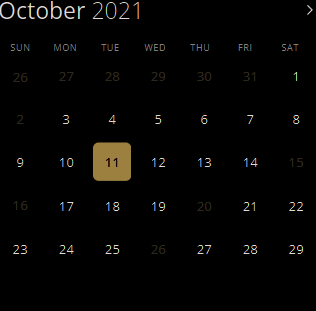 October 2021
SUN MON TUE WED THU FRI SAT
26 27 28 29 30 31 1
2 3 4 5 6 7 8
9 10 11 12 13 14 15
16 17 18 19 20 21 22
23 24 25 26 27 28 29